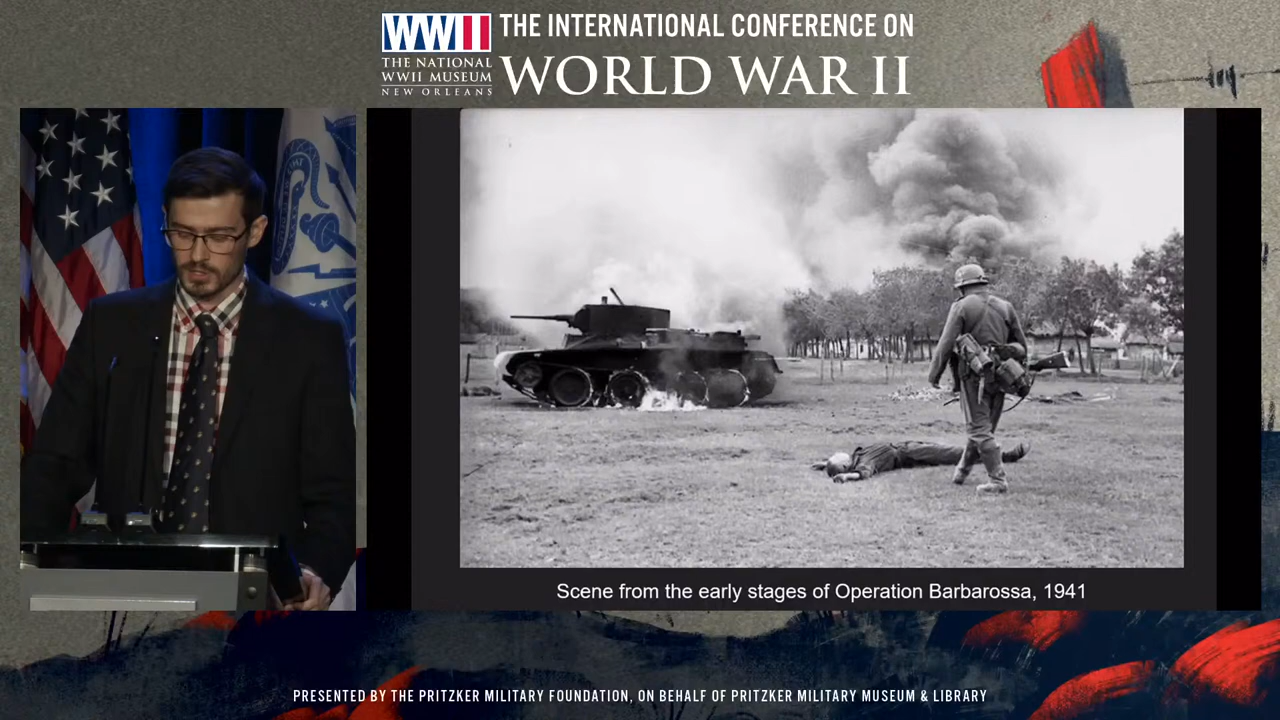 WWII
THE NATIONAL
WWII MUSEUM
NEW ORLEANS
THE INTERNATIONAL CONFERENCE ON
WORLD WAR II
Scene from the early stages of Operation Barbarossa, 1941
PRESENTED BY THE PRITZKER MILITARY FOUNDATION, ON BEHALF OF PRITZKER MILITARY MUSEUM & LIBRARY